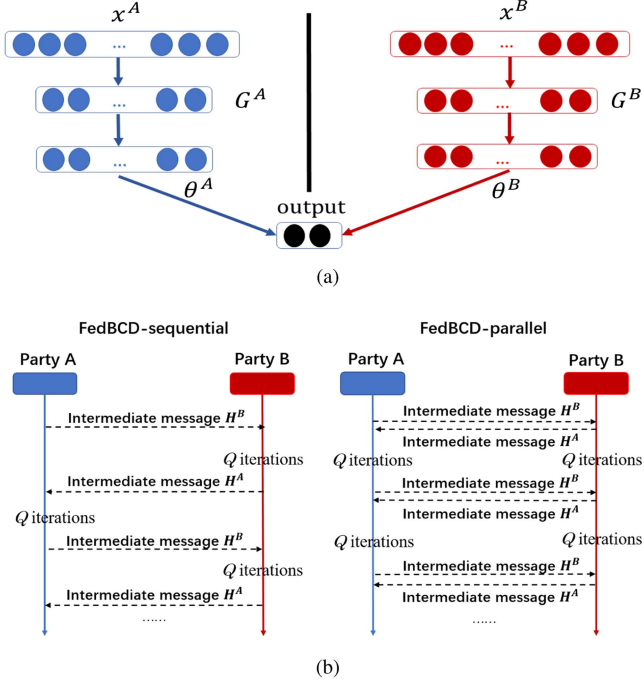 x^A x^B
... ...
G^A G^B
... ...
... ...
θ^A θ^B
output
(a)
FedBCD-sequential FedBCD-parallel
Party A Party B Party A Party B
Intermediate message H^B
Q iterations
Intermediate message H^A
Q iterations
Intermediate message H^B
Q iterations
Intermediate message H^A
......
Intermediate message H^B
Intermediate message H^A
Q iterations Q iterations
Intermediate message H^B
Intermediate message H^A
Q iterations Q iterations
Intermediate message H^B
Intermediate message H^A
......
(b)